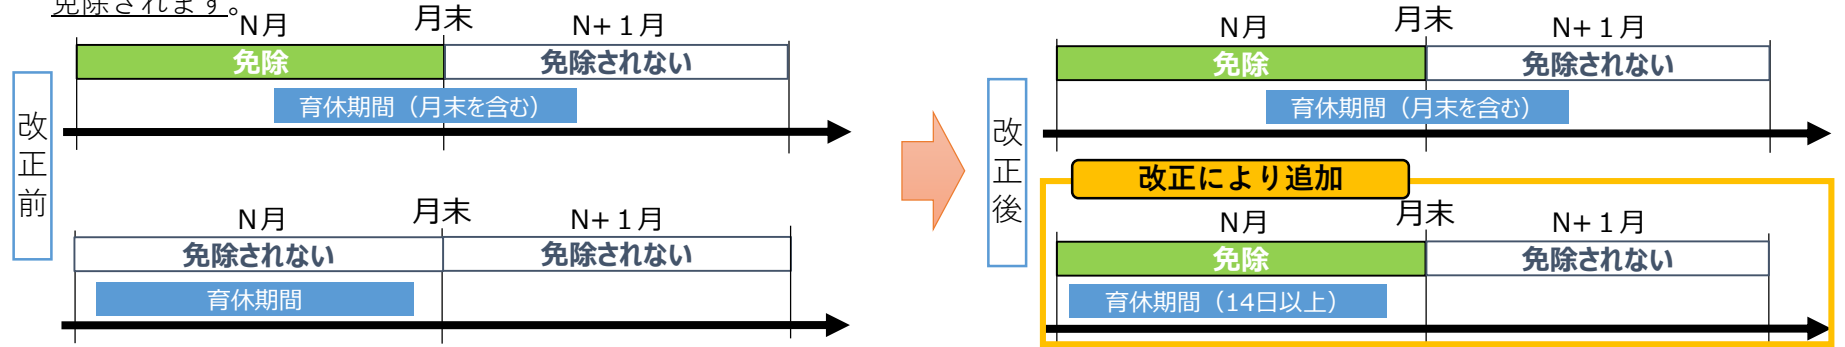 免除されます。
改正前
N月
月末
N+１月
免除
免除されない
育休期間（月末を含む）
N月
月末
N+１月
免除されない
免除されない
育休期間
改正後
N月
月末
N+１月
免除
免除されない
育休期間（月末を含む）
改正により追加
N月
月末
N+１月
免除
免除されない
育休期間（14日以上）